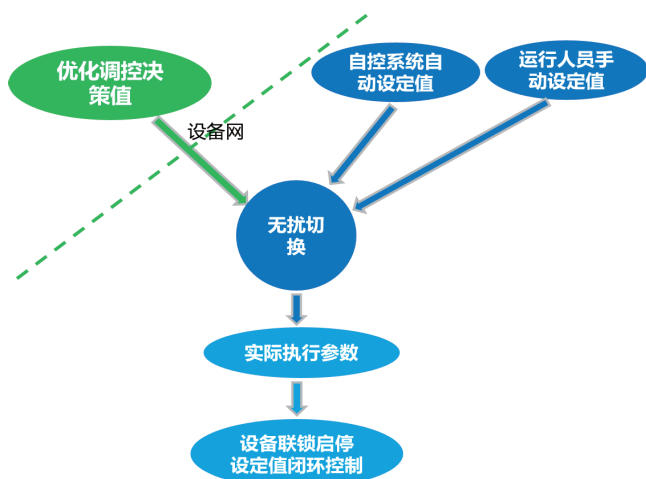 优化调控决
策值
自控系统自
动设定值
运行人员手
动设定值
设备网
无扰切
换
实际执行参数
设备联锁启停
设定值闭环控制